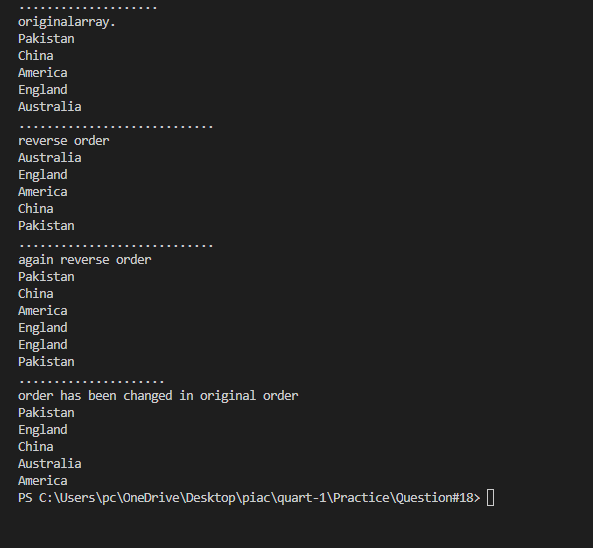 ....................
originalarray.
Pakistan
China
America
England
Australia
............................
reverse order
Australia
England
America
China
Pakistan
............................
again reverse order
Pakistan
China
America
England
England
Pakistan
.....................
order has been changed in original order
Pakistan
England
China
Australia
America
PS C:\Users\pc\OneDrive\Desktop\piac\quart-1\Practice\Question#18>